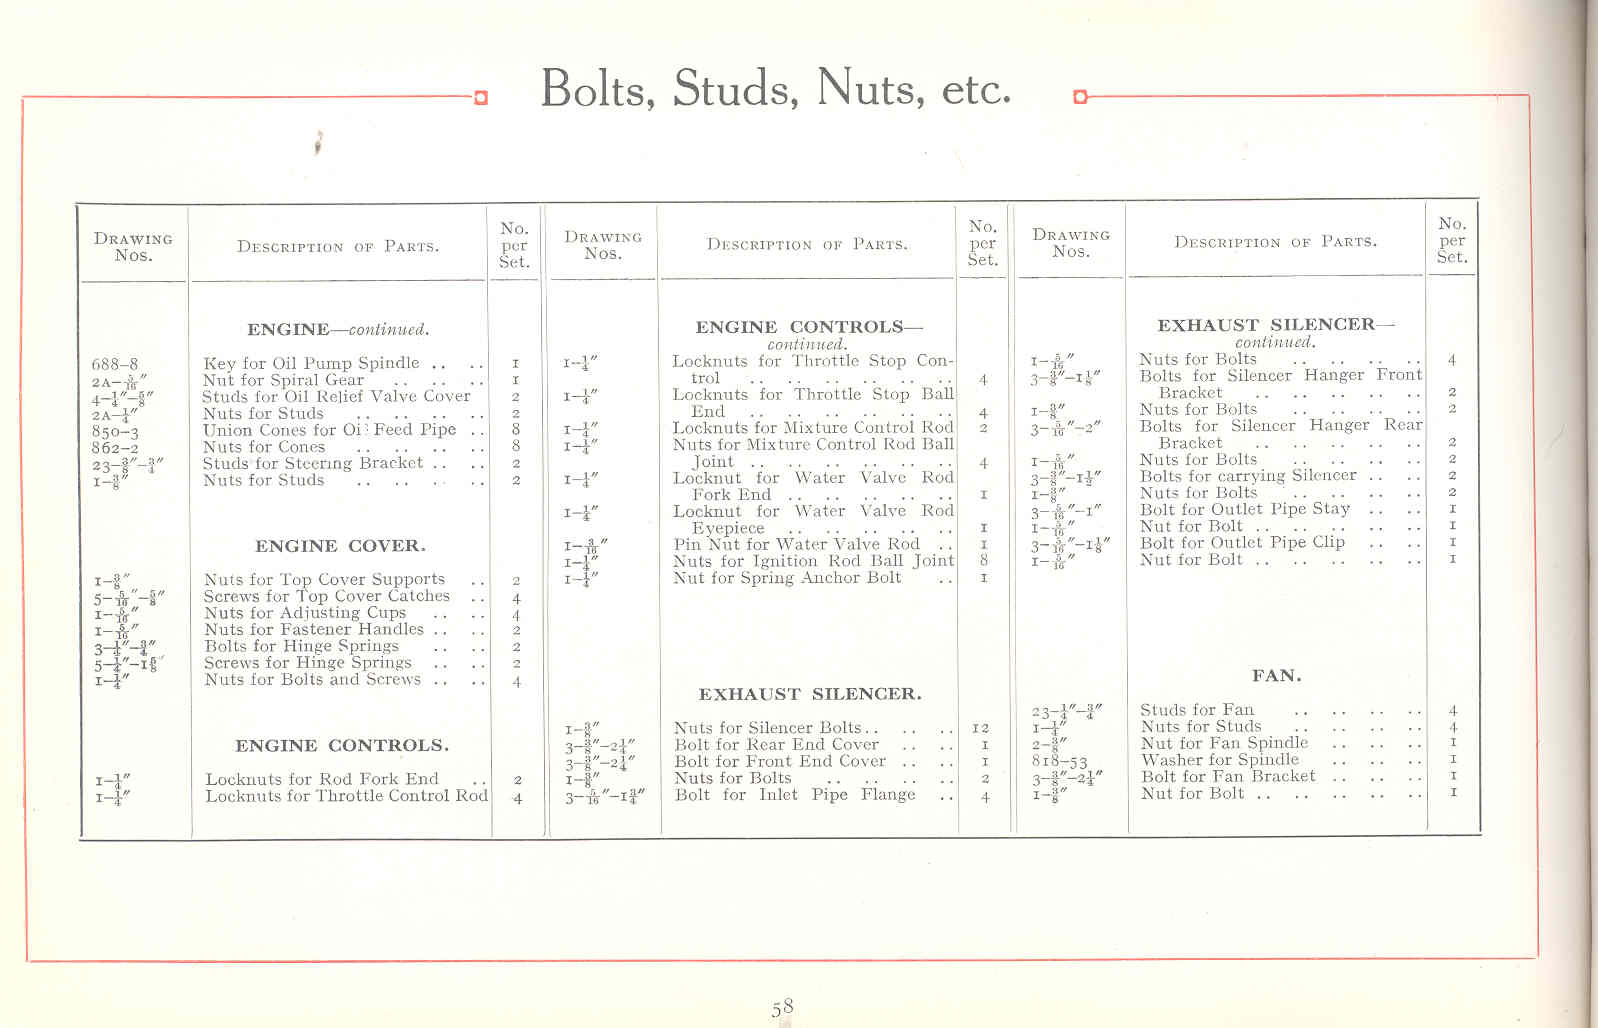 Bolts, Studs, Nuts, etc.
DRAWING NOS. DESCRIPTION OF PARTS. No. per Set.
ENGINE—continued.
688–8 Key for Oil Pump Spindle .. .. 1
2A–5/16″ Nut for Spiral Gear .. .. .. 1
4–1/4″–5/8″ Studs for Oil Relief Valve Cover 2
2A–1/4″ Nuts for Studs .. .. .. .. 2
850–3 Union Cones for Oil Feed Pipe .. 8
862–2 Nuts for Cones .. .. .. .. 8
23–3/8″–3/4″ Studs for Steering Bracket .. .. 2
1–3/8″ Nuts for Studs .. .. .. .. 2
ENGINE COVER.
1–3/8″ Nuts for Top Cover Supports .. 2
5–5/16″–5/8″ Screws for Top Cover Catches .. 4
1–5/16″ Nuts for Adjusting Cups .. .. 4
1–5/16″ Nuts for Fastener Handles .. .. 2
3–1/4″–3/4″ Bolts for Hinge Springs .. .. 2
5–1/4″–1 5/8″ Screws for Hinge Springs .. .. 2
1–1/4″ Nuts for Bolts and Screws .. .. 4
ENGINE CONTROLS.
1–1/4″ Locknuts for Rod Fork End .. 2
1–1/4″ Locknuts for Throttle Control Rod 4
DRAWING NOS. DESCRIPTION OF PARTS. No. per Set.
ENGINE CONTROLS—
continued.
1–1/4″ Locknuts for Throttle Stop Con-
trol .. .. .. .. .. .. 4
1–1/4″ Locknuts for Throttle Stop Ball
End .. .. .. .. .. .. 4
1–1/4″ Locknuts for Mixture Control Rod 2
1–1/4″ Nuts for Mixture Control Rod Ball
Joint .. .. .. .. .. .. 4
1–1/4″ Locknut for Water Valve Rod
Fork End .. .. .. .. .. 1
1–1/4″ Locknut for Water Valve Rod
Eyepiece .. .. .. .. .. 1
1–3/16″ Pin Nut for Water Valve Rod .. 1
1–1/4″ Nuts for Ignition Rod Ball Joint 8
1–1/4″ Nut for Spring Anchor Bolt .. 1
EXHAUST SILENCER.
1–3/8″ Nuts for Silencer Bolts .. .. .. 12
3–3/8″–2 1/4″ Bolt for Rear End Cover .. .. 1
3–3/8″–2 1/4″ Bolt for Front End Cover .. .. 1
1–3/8″ Nuts for Bolts .. .. .. .. 2
3–5/16″–1 3/4″ Bolt for Inlet Pipe Flange .. 4
DRAWING NOS. DESCRIPTION OF PARTS. No. per Set.
EXHAUST SILENCER—
continued.
1–5/16″ Nuts for Bolts .. .. .. .. 4
3–3/8″–1 1/8″ Bolts for Silencer Hanger Front
Bracket .. .. .. .. .. 2
1–3/8″ Nuts for Bolts .. .. .. .. 2
3–5/16″–2″ Bolts for Silencer Hanger Rear
Bracket .. .. .. .. .. 2
1–5/16″ Nuts for Bolts .. .. .. .. 2
3–3/8″–1 1/2″ Bolts for carrying Silencer .. .. 2
1–3/8″ Nuts for Bolts .. .. .. .. 2
3–5/16″–1″ Bolt for Outlet Pipe Stay .. .. 1
1–5/16″ Nut for Bolt .. .. .. .. .. 1
3–5/16″–1 1/8″ Bolt for Outlet Pipe Clip .. .. 1
1–5/16″ Nut for Bolt .. .. .. .. .. 1
FAN.
23–1/4″–3/4″ Studs for Fan .. .. .. .. 4
1–1/4″ Nuts for Studs .. .. .. .. 4
2–3/8″ Nut for Fan Spindle .. .. .. 1
818–53 Washer for Spindle .. .. .. 1
3–3/8″–2 1/4″ Bolt for Fan Bracket .. .. .. 1
1–3/8″ Nut for Bolt .. .. .. .. .. 1
58